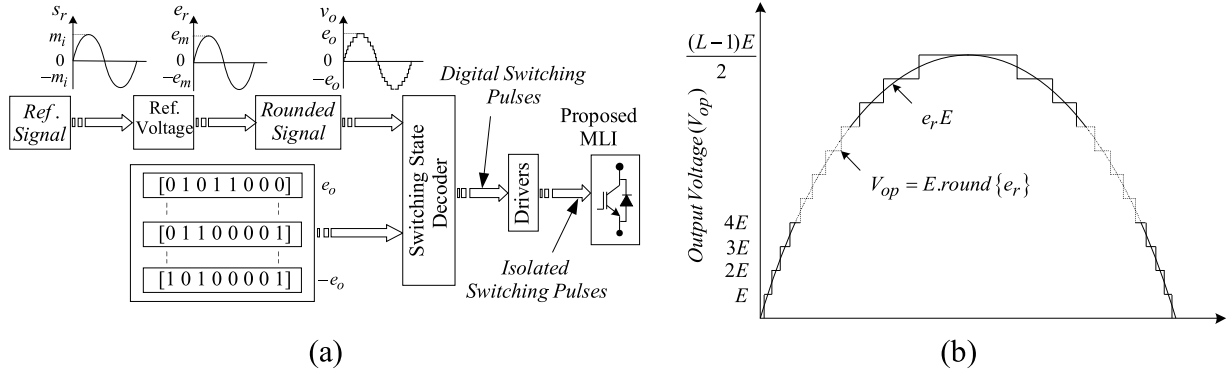 s_r
m_i
0
−m_i
e_r
e_m
0
−e_m
v_o
e_o
0
−e_o
Ref. Signal
Ref. Voltage
Rounded Signal
Digital Switching Pulses
Proposed MLI
[0 1 0 1 1 0 0 0]
e_o
[0 1 1 0 0 0 0 1]
[1 0 1 0 0 0 0 1]
−e_o
Switching State Decoder
Drivers
Isolated Switching Pulses
(a)
Output Voltage (V_op)
(L−1)E
2
4E
3E
2E
E
e_r E
V_op = E.round{e_r}
(b)